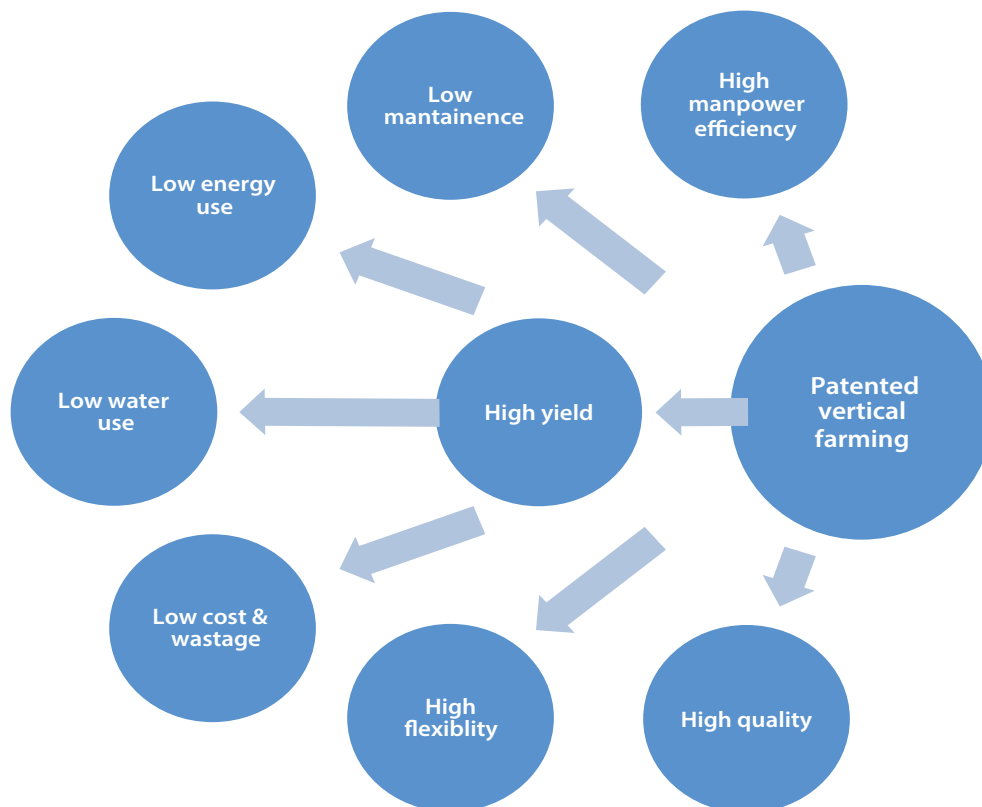 High
manpower
efficiency
Low
mantainence
Low energy
use
Low water
use
High yield
Patented
vertical
farming
Low cost &
wastage
High
flexiblity
High quality